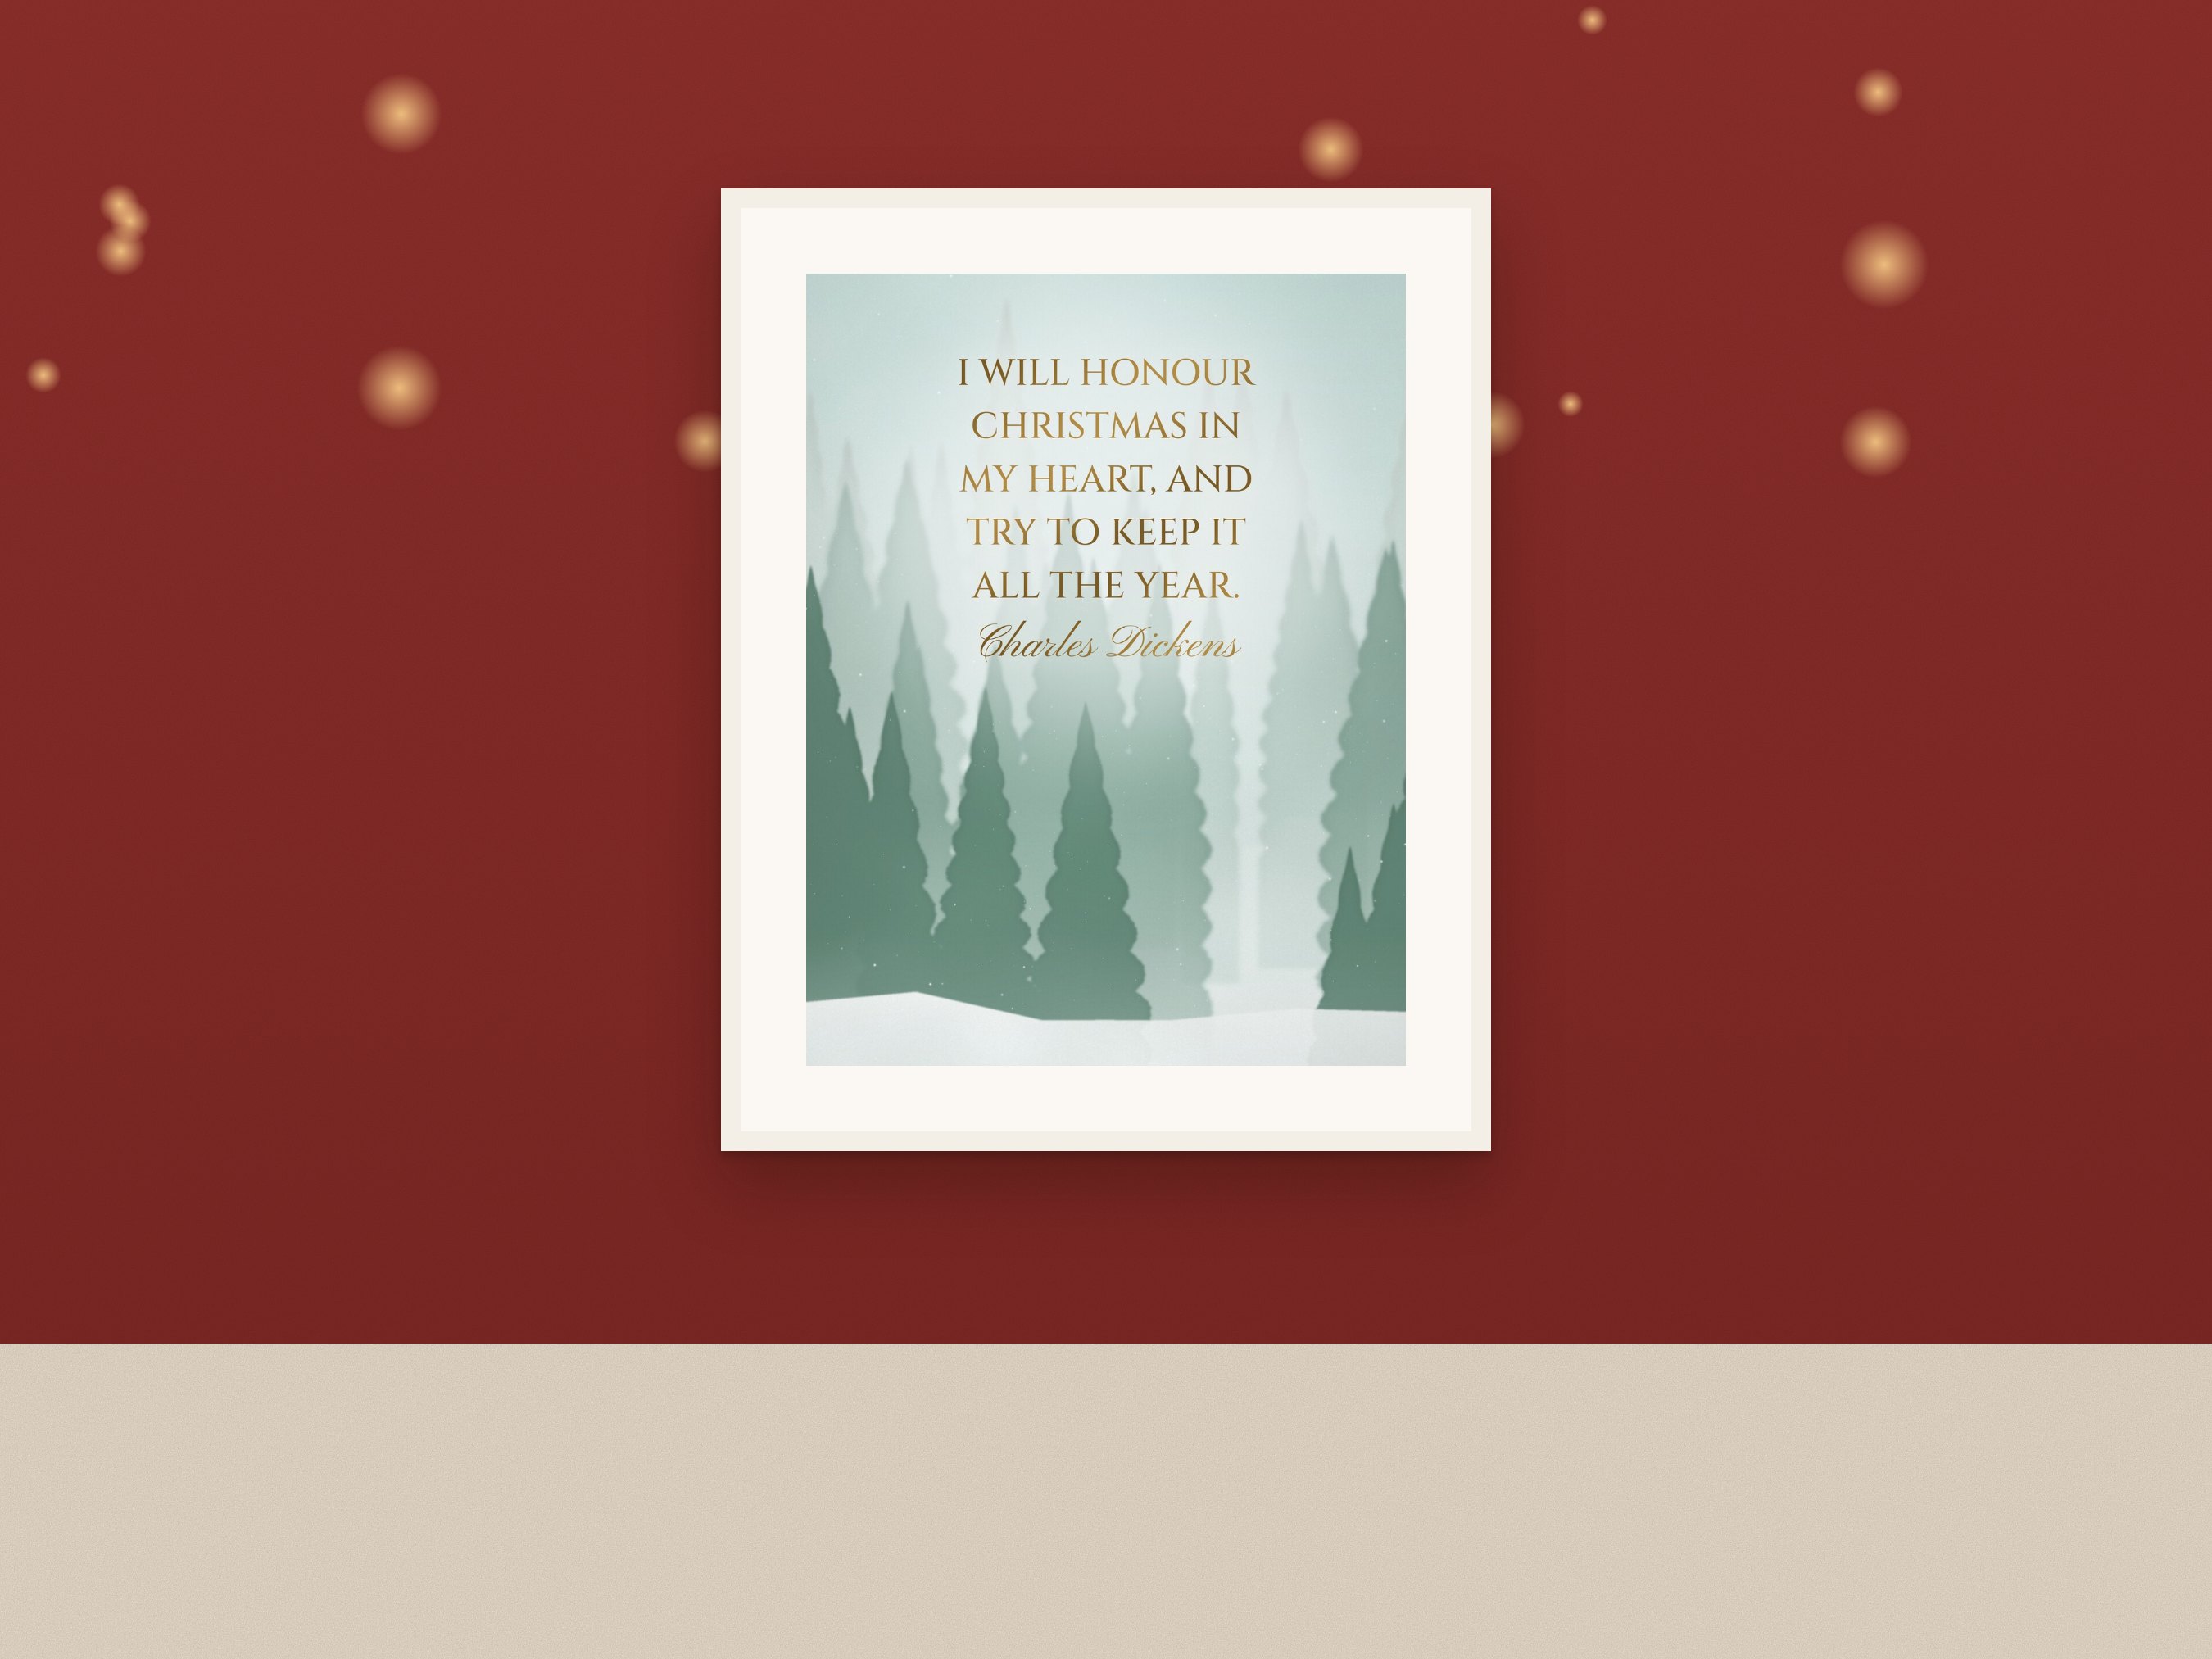 I WILL HONOUR
CHRISTMAS IN
MY HEART, AND
TRY TO KEEP IT
ALL THE YEAR.
Charles Dickens